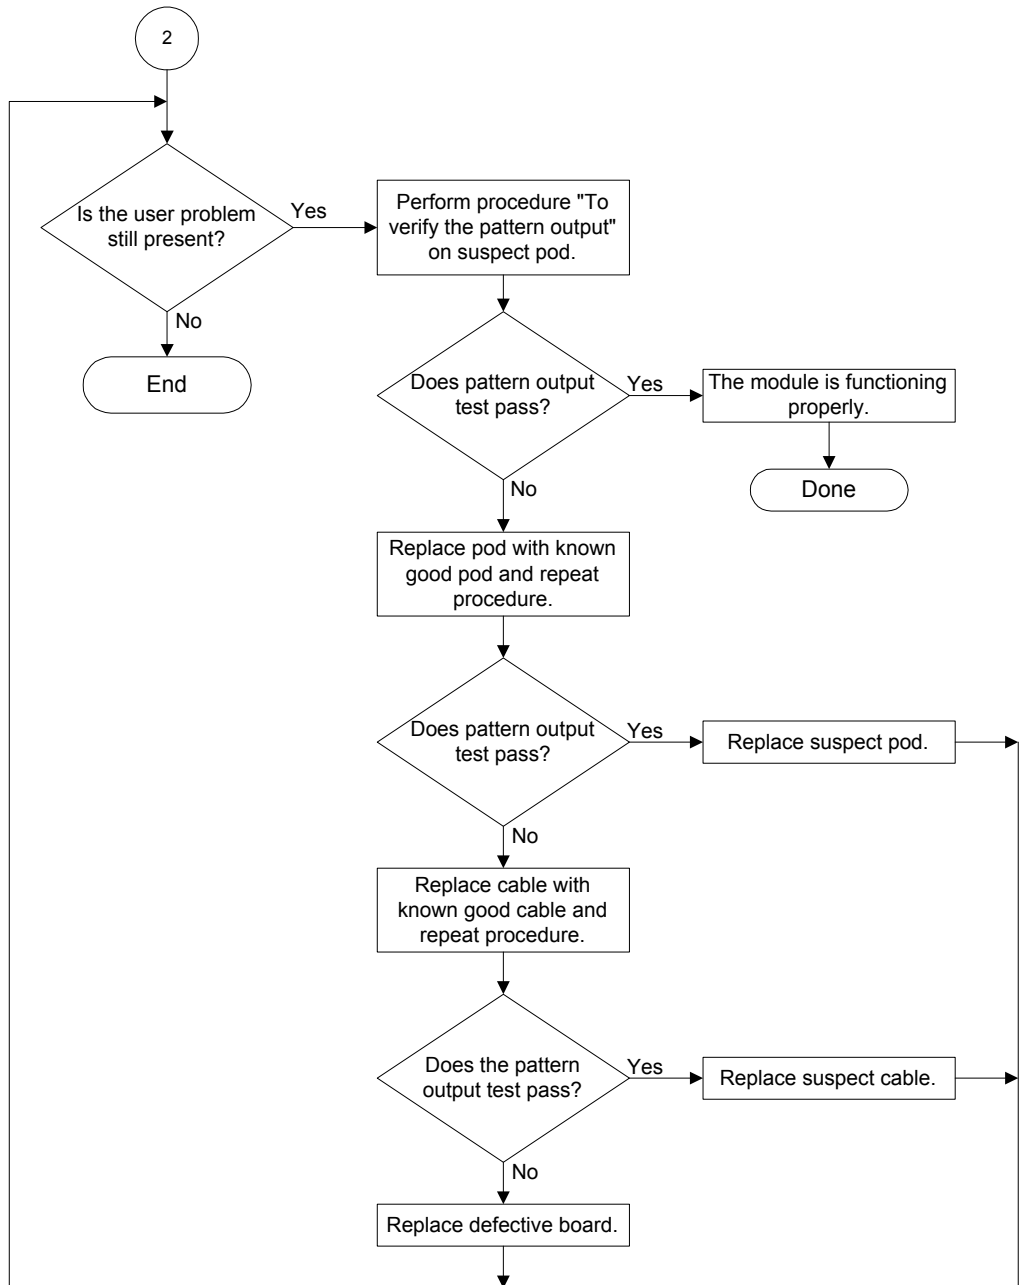 2
Is the user problem
still present?
Yes
No
End
Perform procedure "To
verify the pattern output"
on suspect pod.
Does pattern output
test pass?
Yes
The module is functioning
properly.
Done
No
Replace pod with known
good pod and repeat
procedure.
Does pattern output
test pass?
Yes
Replace suspect pod.
No
Replace cable with
known good cable and
repeat procedure.
Does the pattern
output test pass?
Yes
Replace suspect cable.
No
Replace defective board.